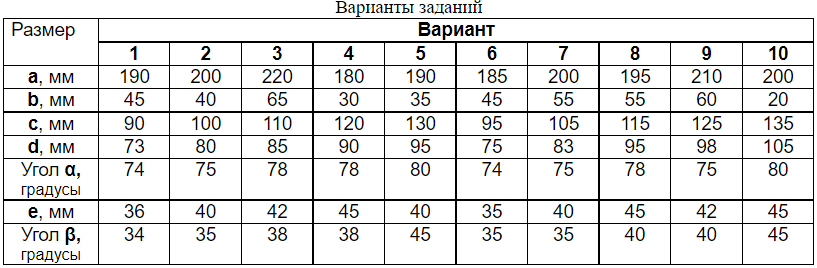 Варианты заданий
Размер Вариант
1 2 3 4 5 6 7 8 9 10
a, мм 190 200 220 180 190 185 200 195 210 200
b, мм 45 40 65 30 35 45 55 55 60 20
c, мм 90 100 110 120 130 95 105 115 125 135
d, мм 73 80 85 90 95 75 83 95 98 105
Угол α, 74 75 78 78 80 74 75 78 75 80
градусы
e, мм 36 40 42 45 40 35 40 45 42 45
Угол β, 34 35 38 38 45 35 35 40 40 45
градусы